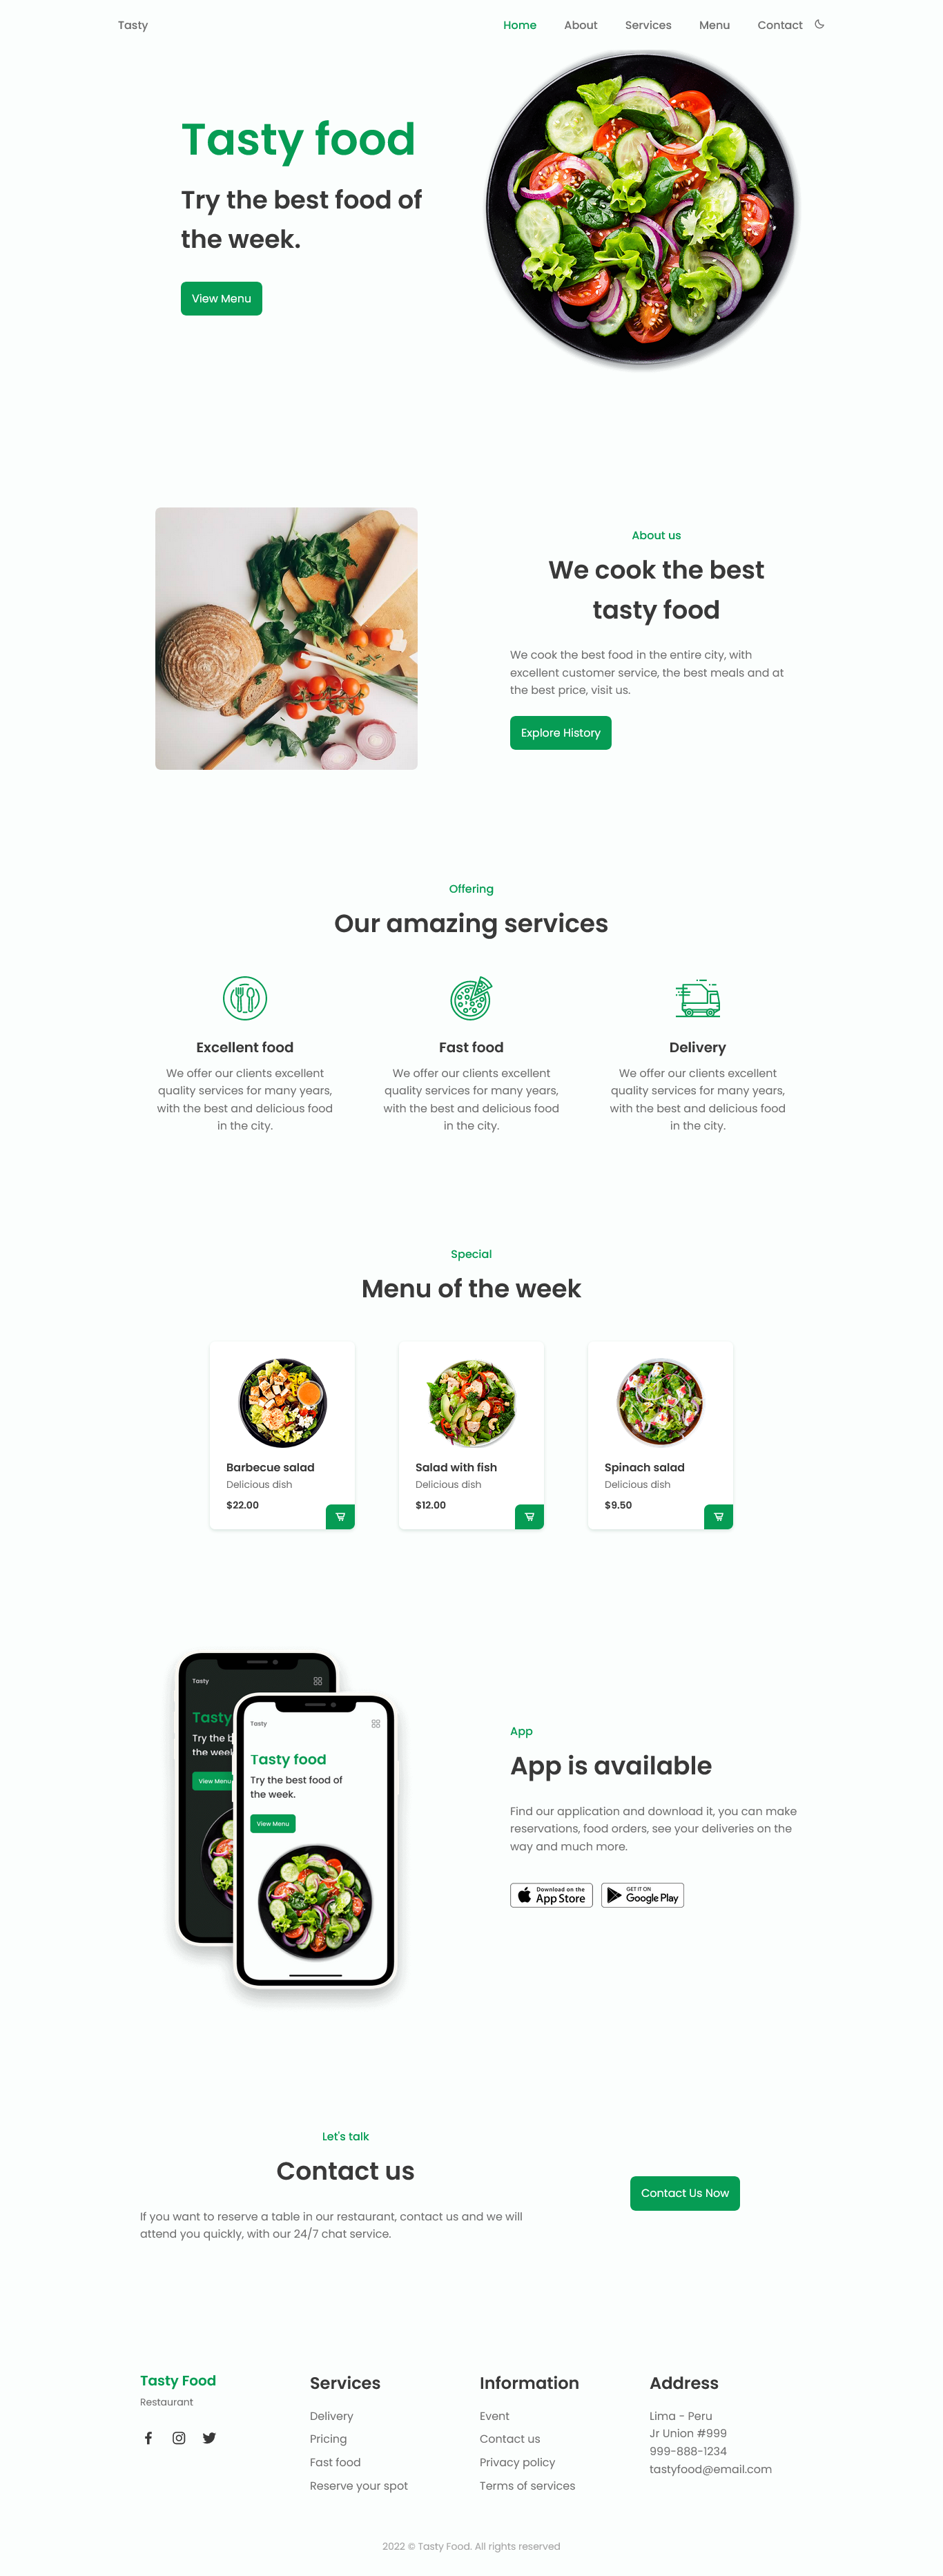 Tasty
Home
About
Services
Menu
Contact
Tasty food
Try the best food of
the week.
View Menu
About us
We cook the best
tasty food
We cook the best food in the entire city, with
excellent customer service, the best meals and at
the best price, visit us.
Explore History
Offering
Our amazing services
Excellent food
We offer our clients excellent
quality services for many years,
with the best and delicious food
in the city.
Fast food
We offer our clients excellent
quality services for many years,
with the best and delicious food
in the city.
Delivery
We offer our clients excellent
quality services for many years,
with the best and delicious food
in the city.
Special
Menu of the week
Barbecue salad
Delicious dish
$22.00
Salad with fish
Delicious dish
$12.00
Spinach salad
Delicious dish
$9.50
Tasty
Tasty
Try the
the week
View Menu
Tasty
Tasty food
Try the best food of
the week.
View Menu
App
App is available
Find our application and download it, you can make
reservations, food orders, see your deliveries on the
way and much more.
Download on the
App Store
GET IT ON
Google Play
Let's talk
Contact us
If you want to reserve a table in our restaurant, contact us and we will
attend you quickly, with our 24/7 chat service.
Contact Us Now
Tasty Food
Restaurant
Services
Delivery
Pricing
Fast food
Reserve your spot
Information
Event
Contact us
Privacy policy
Terms of services
Address
Lima - Peru
Jr Union #999
999-888-1234
tastyfood@email.com
2022 © Tasty Food. All rights reserved